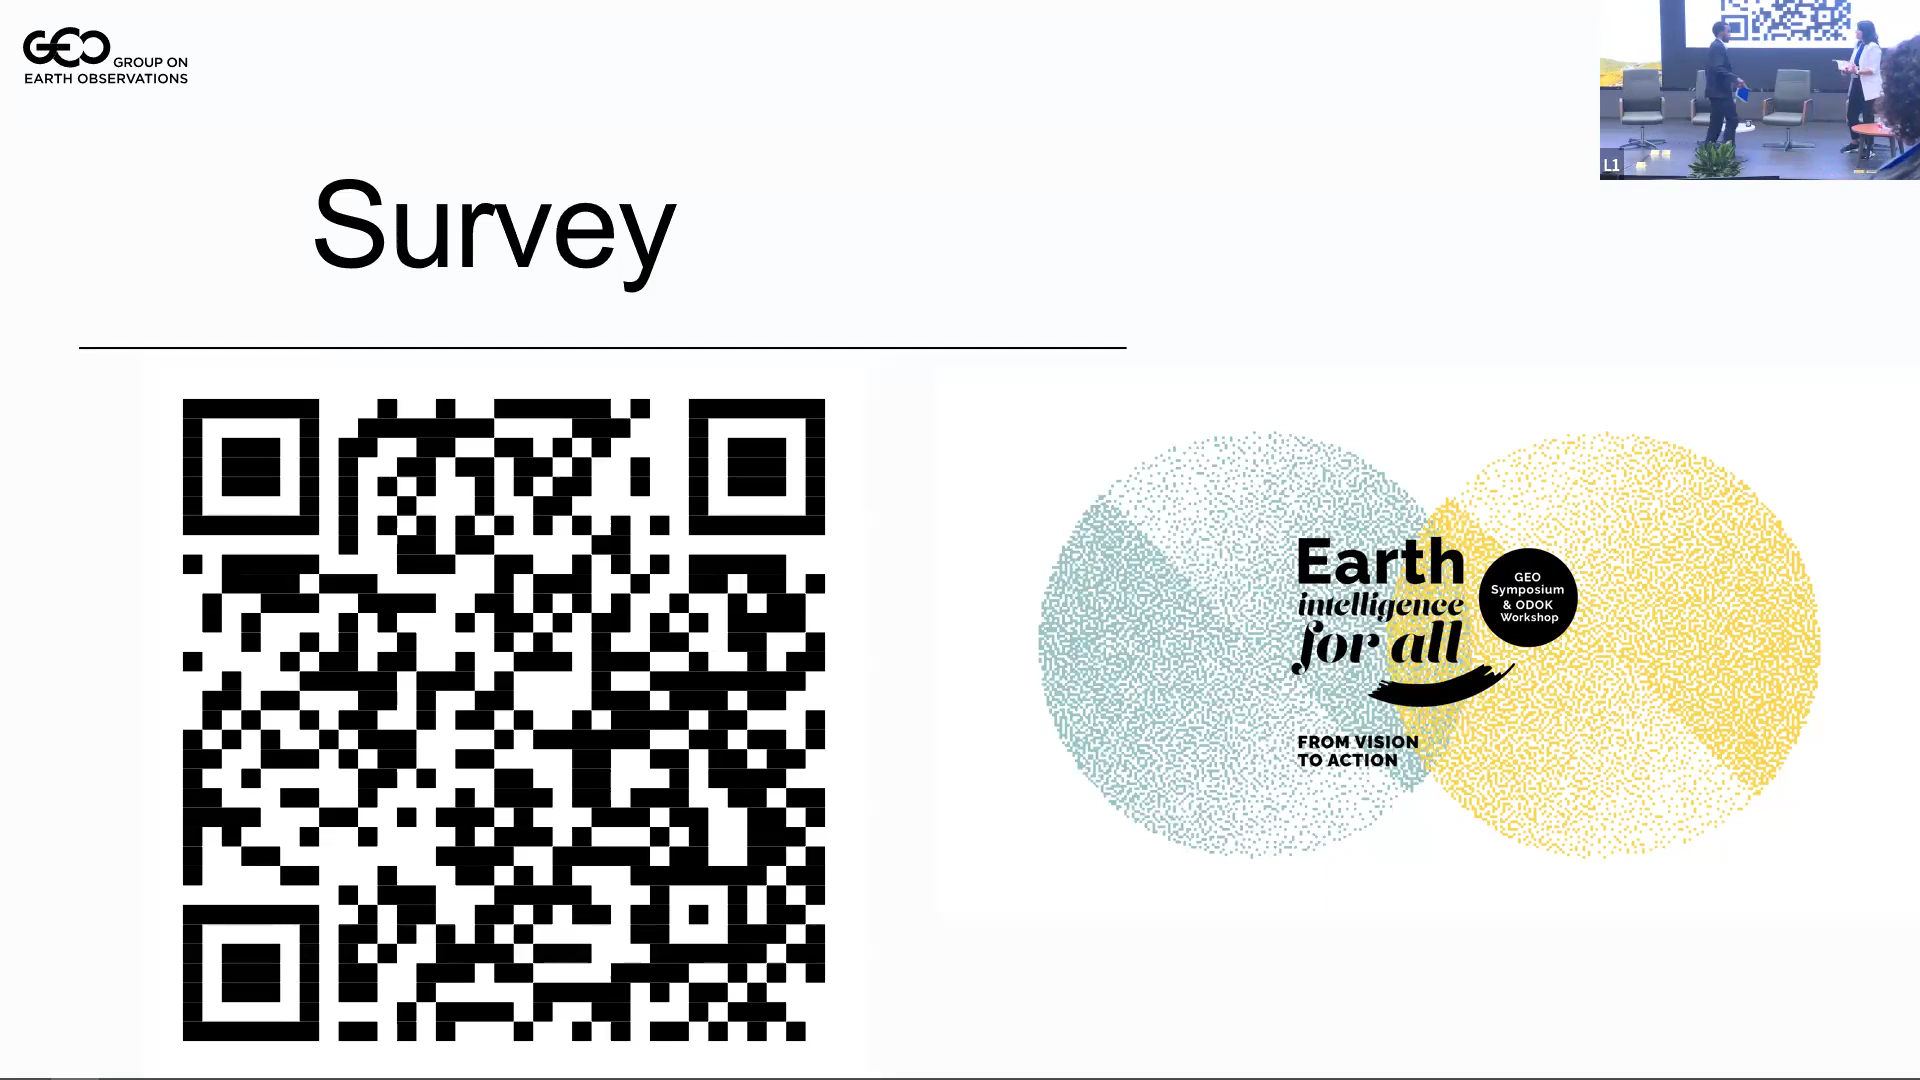 GEO GROUP ON
EARTH OBSERVATIONS
L1
Survey
Earth
intelligence
for all
GEO
Symposium
& ODOK
Workshop
FROM VISION
TO ACTION